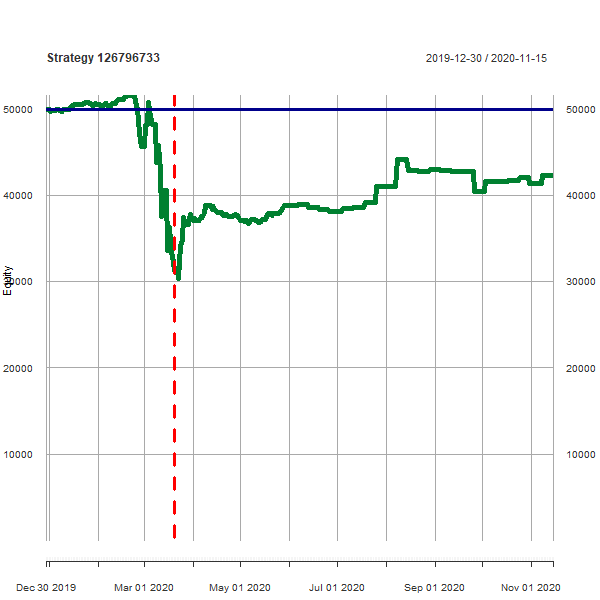 Strategy 126796733
2019-12-30 / 2020-11-15
50000
50000
40000
40000
Equity
30000
30000
20000
20000
10000
10000
Dec 30 2019
Mar 01 2020
May 01 2020
Jul 01 2020
Sep 01 2020
Nov 01 2020